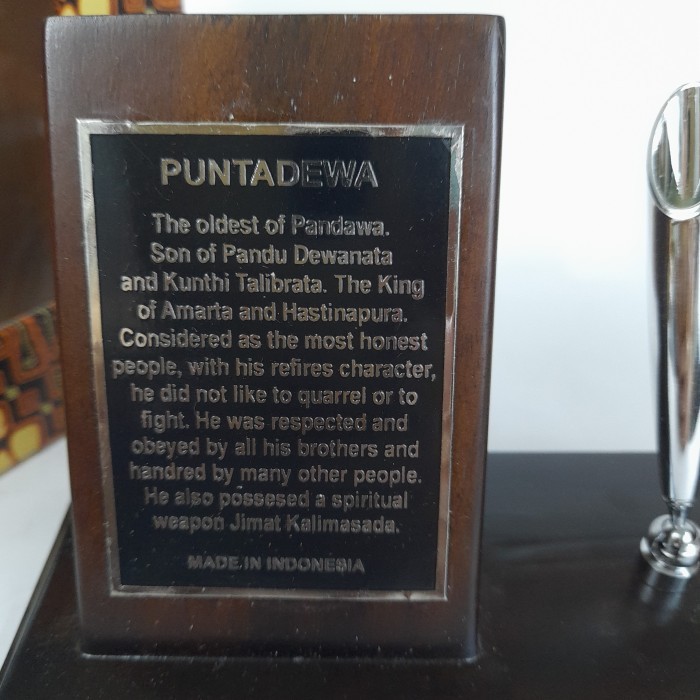 PUNTADEWA
The oldest of Pandawa.
Son of Pandu Dewanata
and Kunthi Talibrata. The King
of Amarta and Hastinapura.
Considered as the most honest
people, with his refires character,
he did not like to quarrel or to
fight. He was respected and
obeyed by all his brothers and
handred by many other people.
He also possesed a spiritual
weapon Jimat Kalimasada.
MADE.IN INDONESIA